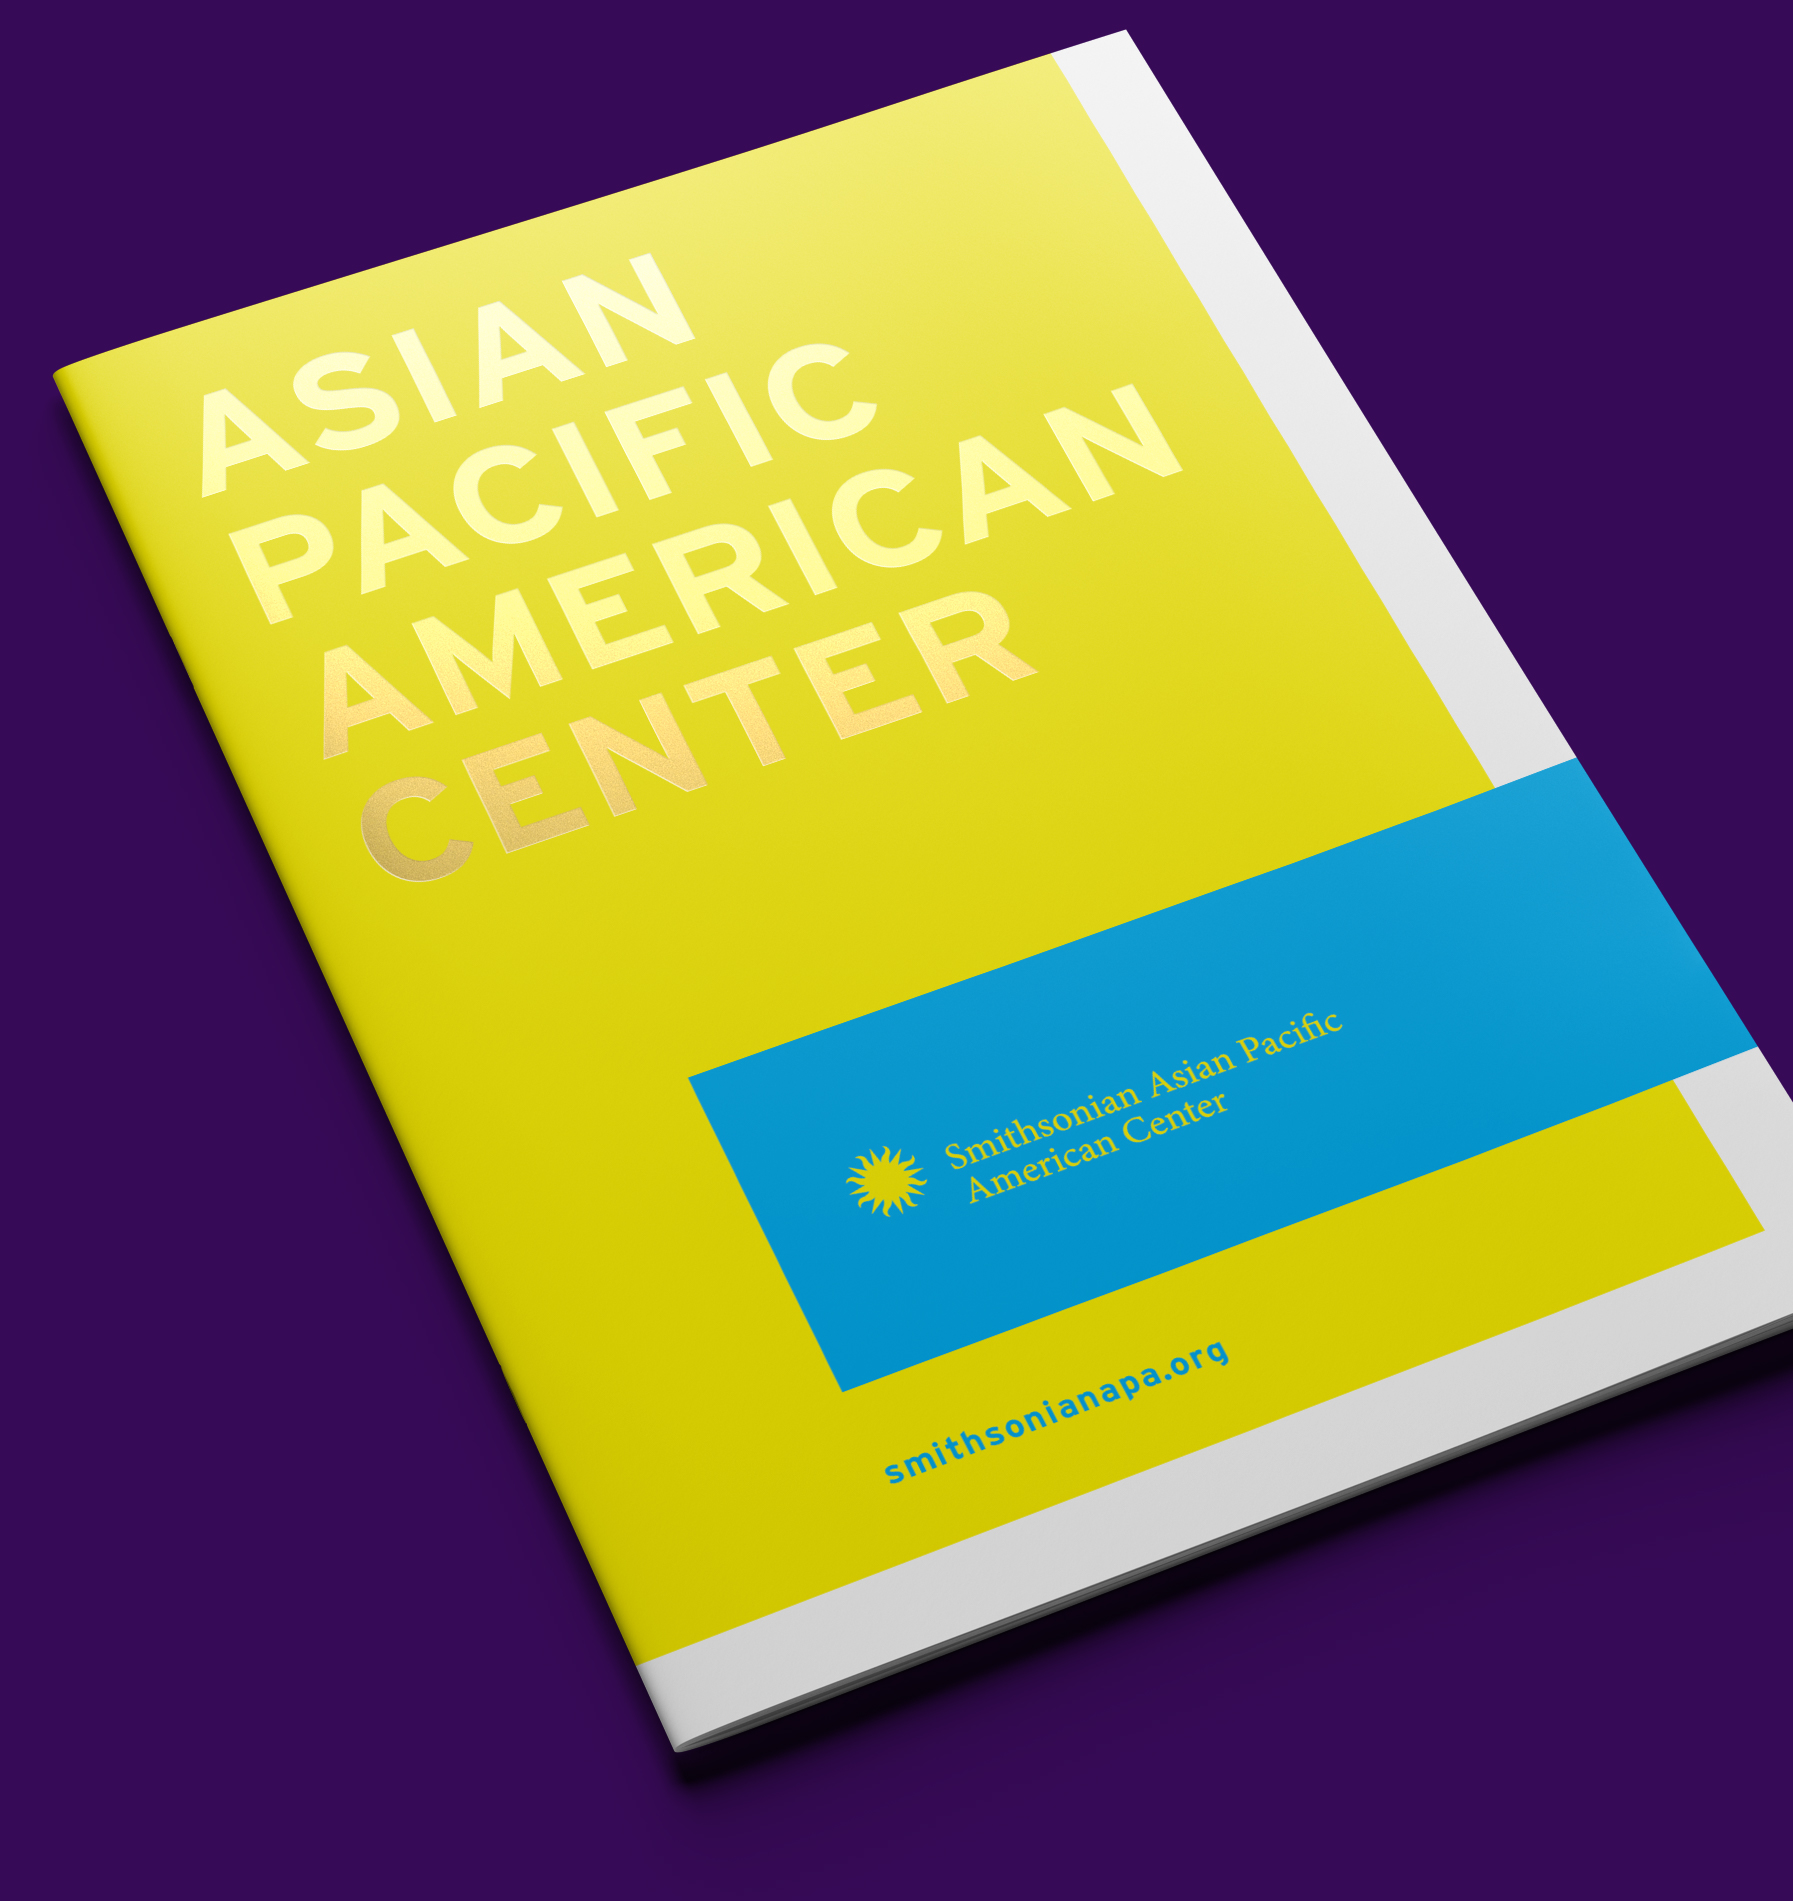 ASIAN
PACIFIC
AMERICAN
CENTER
Smithsonian Asian Pacific
American Center
smithsonianapa.org